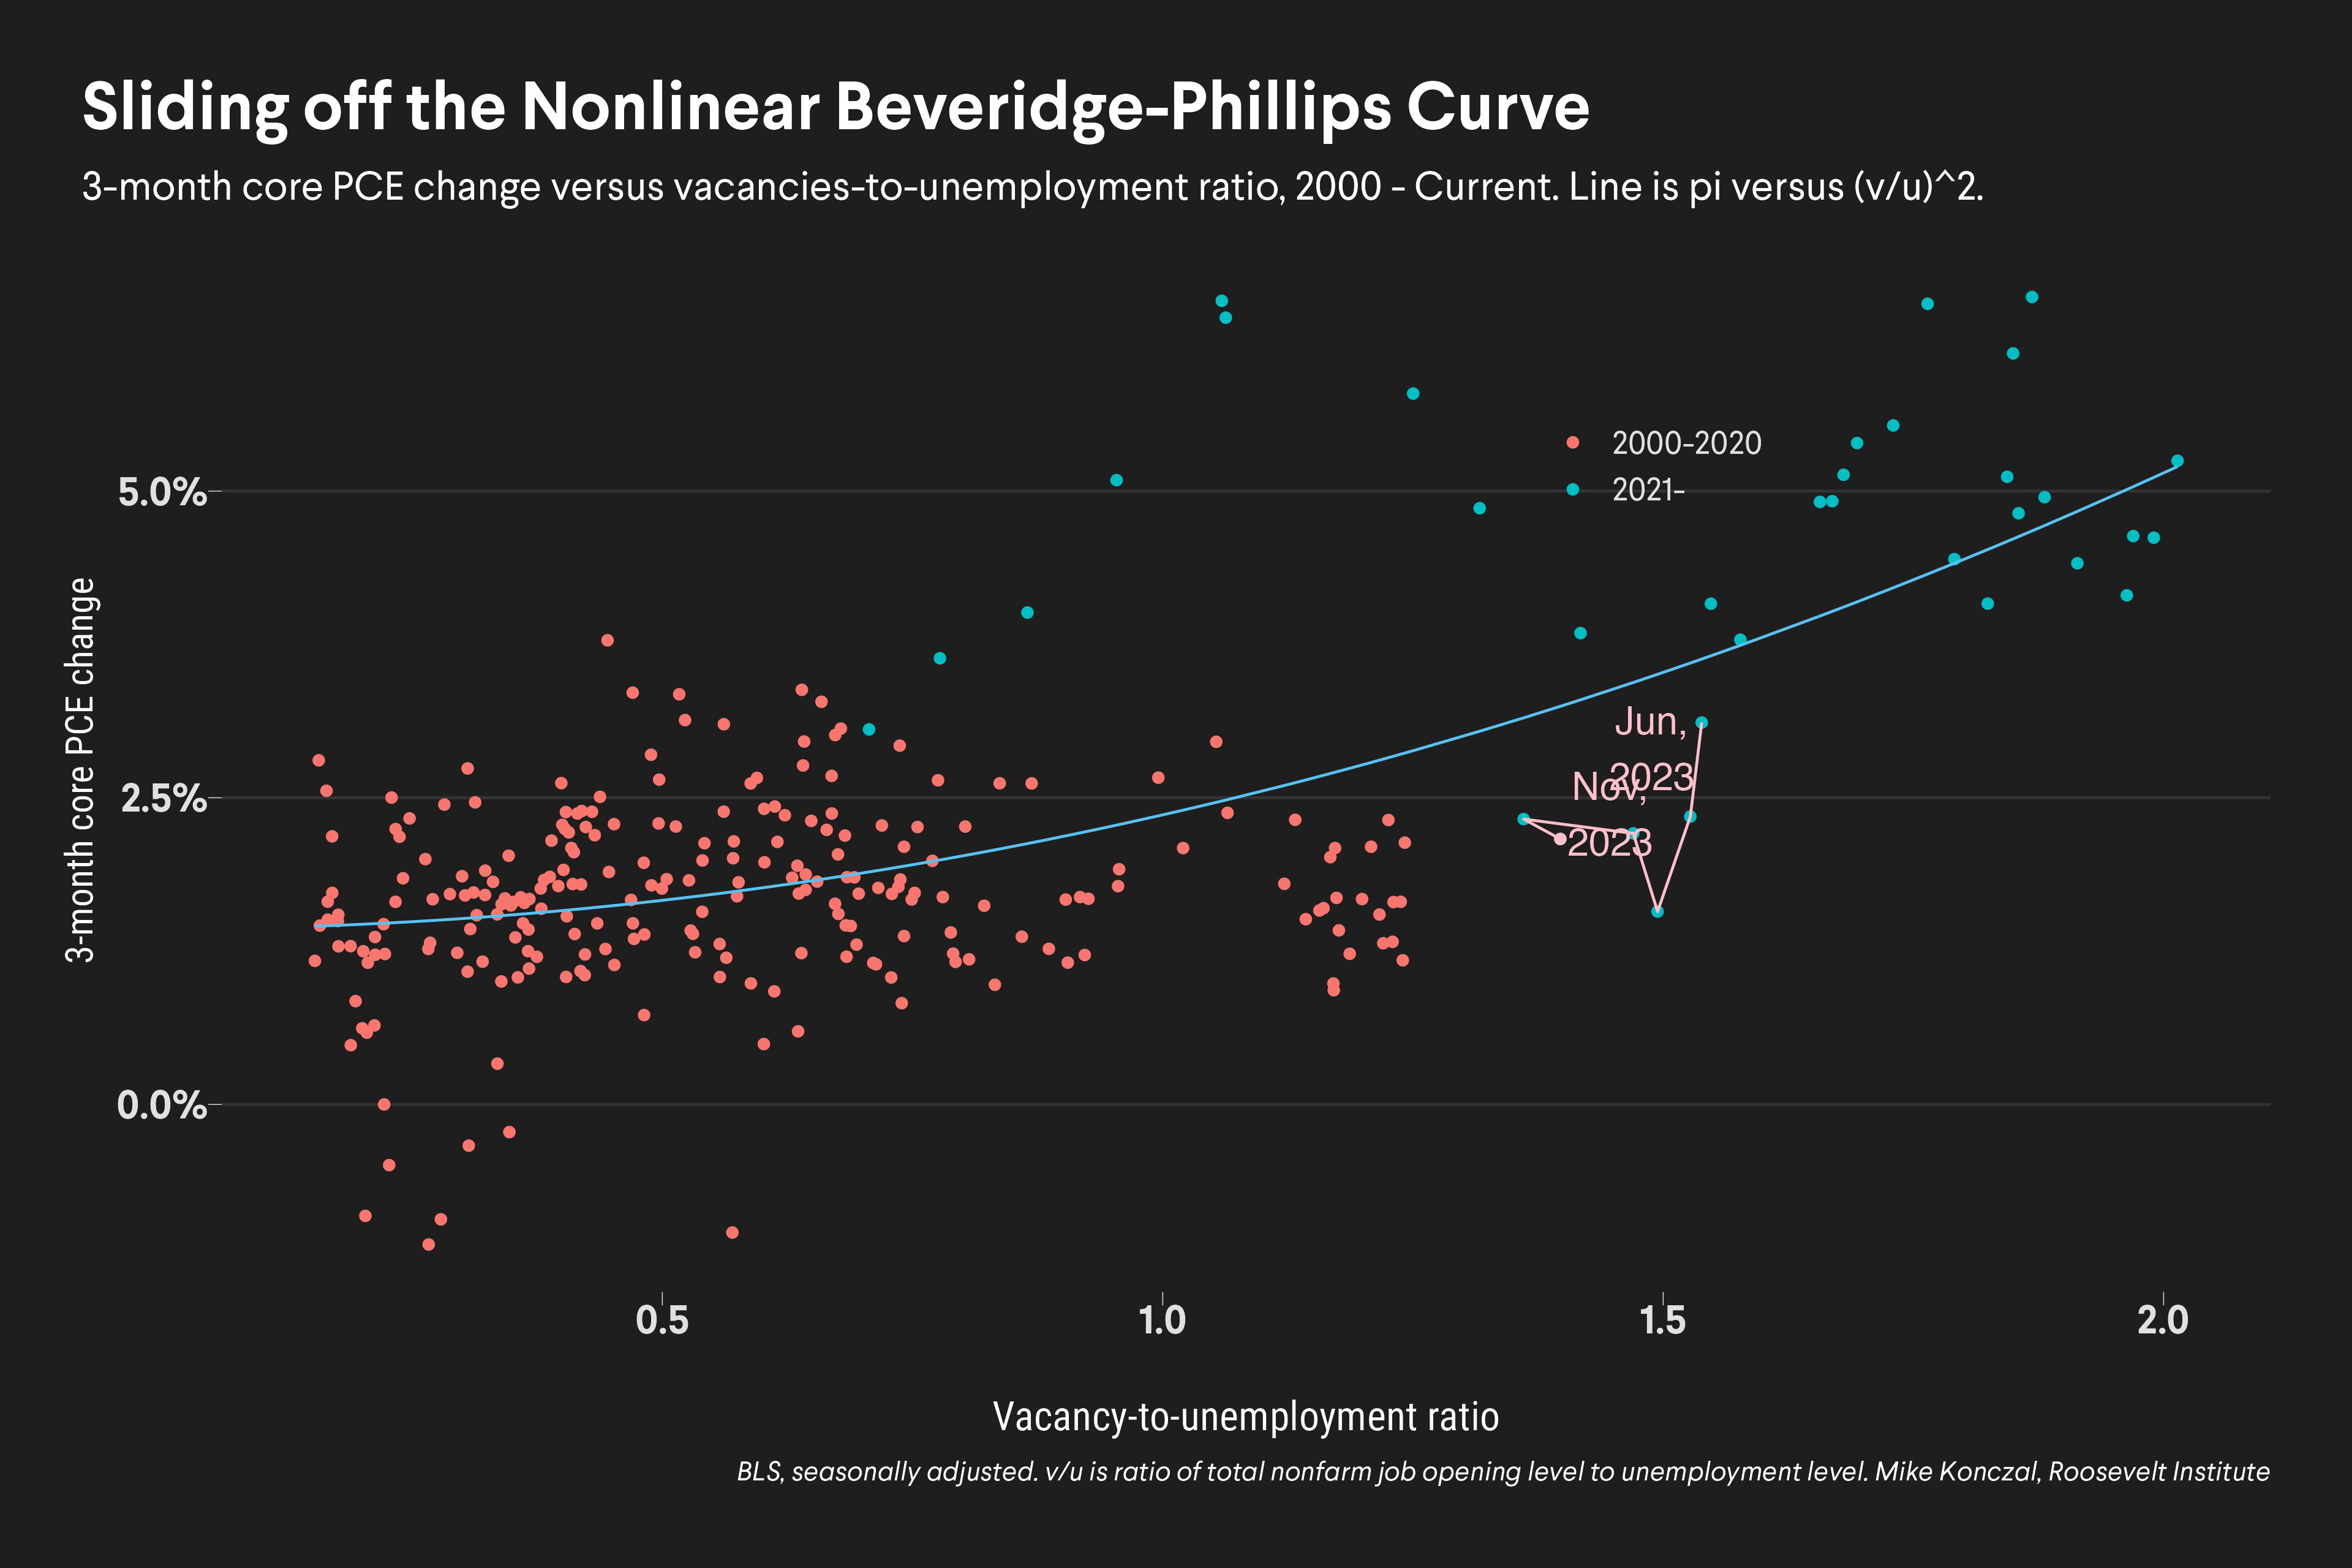 Sliding off the Nonlinear Beveridge-Phillips Curve
3-month core PCE change versus vacancies-to-unemployment ratio, 2000 - Current. Line is pi versus (v/u)^2.
3-month core PCE change
5.0%
2.5%
0.0%
2000-2020
2021-
Jun,
2023
Nov,
2023
0.5
1.0
1.5
2.0
Vacancy-to-unemployment ratio
BLS, seasonally adjusted. v/u is ratio of total nonfarm job opening level to unemployment level. Mike Konczal, Roosevelt Institute